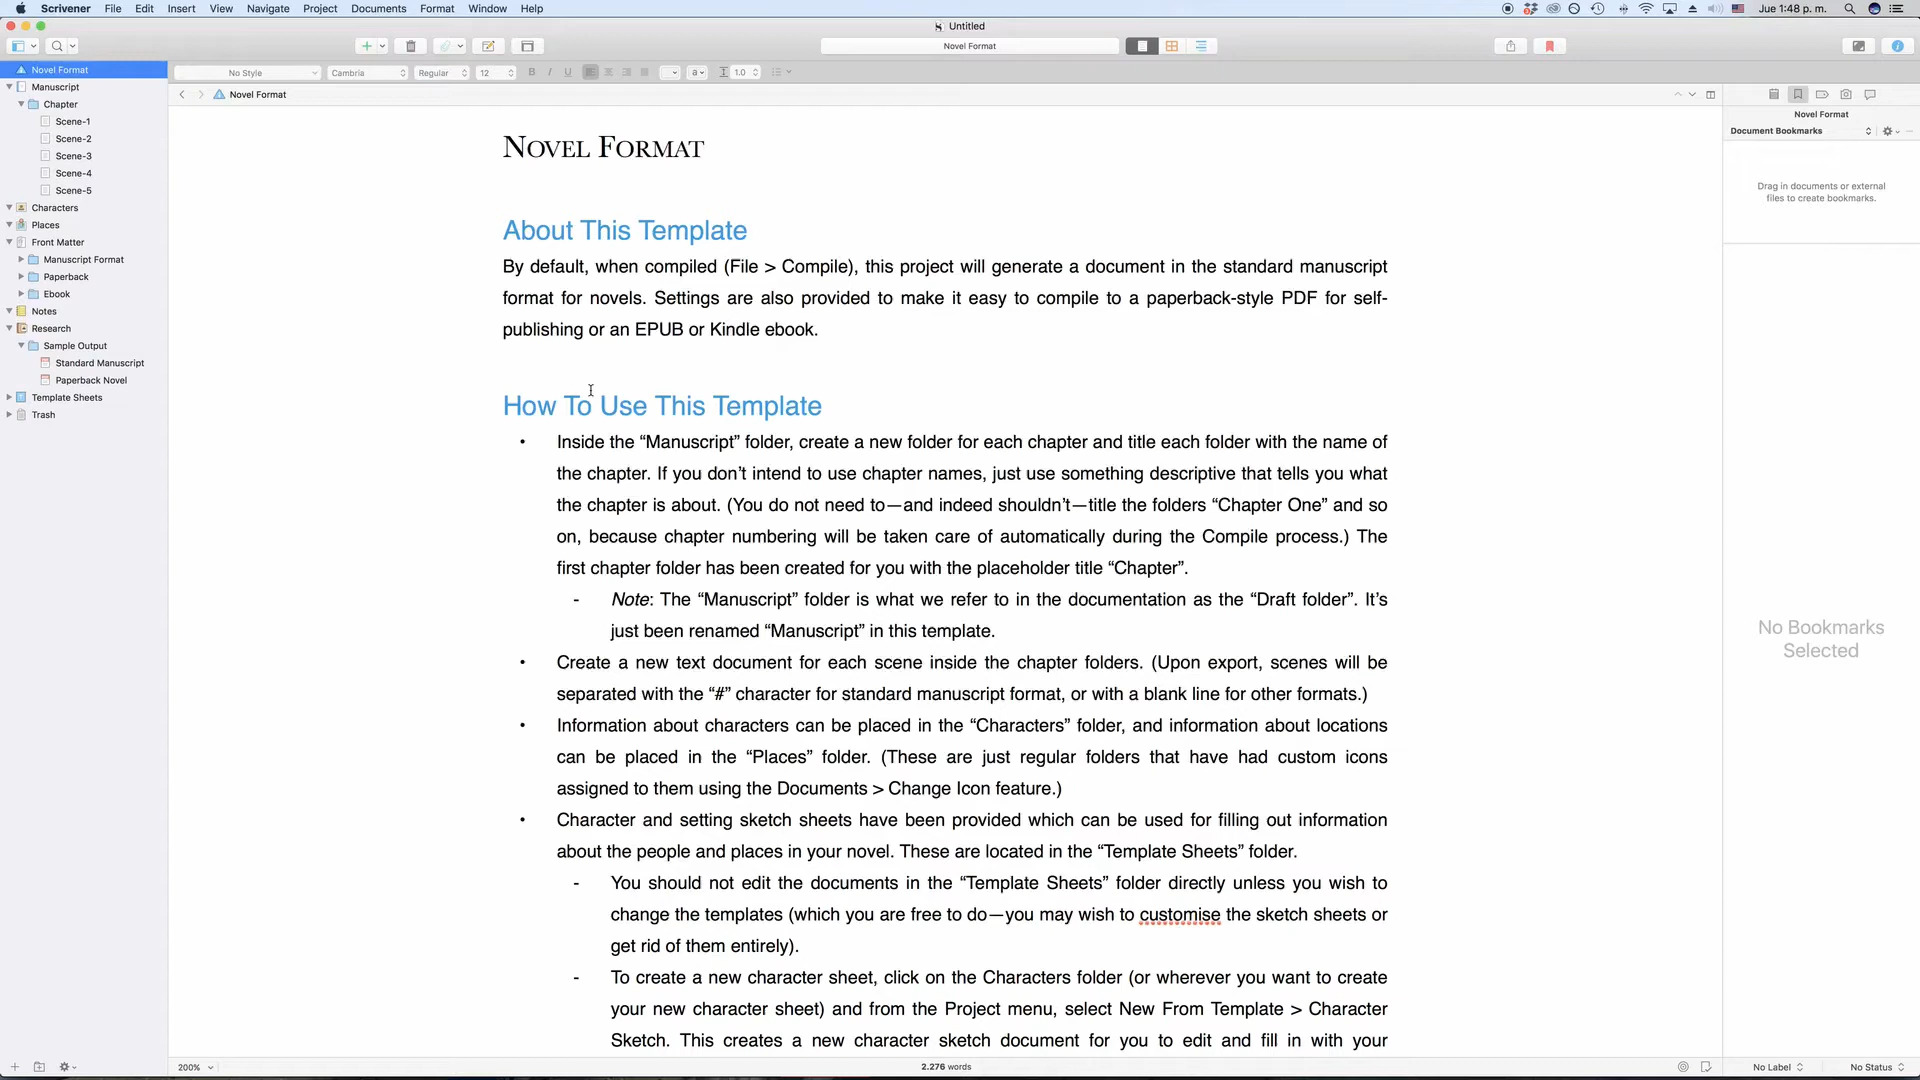 Scrivener File Edit Insert View Navigate Project Documents Format Window Help
Jue 1:48 p. m.
Untitled
Novel Format
No Style Cambria Regular 12 B I U a 1.0
Novel Format
Manuscript
Chapter
Scene-1
Scene-2
Scene-3
Scene-4
Scene-5
Characters
Places
Front Matter
Manuscript Format
Paperback
Ebook
Notes
Research
Sample Output
Standard Manuscript
Paperback Novel
Template Sheets
Trash
Novel Format
NOVEL FORMAT
About This Template
By default, when compiled (File > Compile), this project will generate a document in the standard manuscript
format for novels. Settings are also provided to make it easy to compile to a paperback-style PDF for self-
publishing or an EPUB or Kindle ebook.
How To Use This Template
• Inside the “Manuscript” folder, create a new folder for each chapter and title each folder with the name of
the chapter. If you don’t intend to use chapter names, just use something descriptive that tells you what
the chapter is about. (You do not need to—and indeed shouldn’t—title the folders “Chapter One” and so
on, because chapter numbering will be taken care of automatically during the Compile process.) The
first chapter folder has been created for you with the placeholder title “Chapter”.
- Note: The “Manuscript” folder is what we refer to in the documentation as the “Draft folder”. It’s
just been renamed “Manuscript” in this template.
• Create a new text document for each scene inside the chapter folders. (Upon export, scenes will be
separated with the “#” character for standard manuscript format, or with a blank line for other formats.)
• Information about characters can be placed in the “Characters” folder, and information about locations
can be placed in the “Places” folder. (These are just regular folders that have had custom icons
assigned to them using the Documents > Change Icon feature.)
• Character and setting sketch sheets have been provided which can be used for filling out information
about the people and places in your novel. These are located in the “Template Sheets” folder.
- You should not edit the documents in the “Template Sheets” folder directly unless you wish to
change the templates (which you are free to do—you may wish to customise the sketch sheets or
get rid of them entirely).
- To create a new character sheet, click on the Characters folder (or wherever you want to create
your new character sheet) and from the Project menu, select New From Template > Character
Sketch. This creates a new character sketch document for you to edit and fill in with your
200%
2.276 words
Novel Format
Document Bookmarks
Drag in documents or external
files to create bookmarks.
No Bookmarks
Selected
No Label
No Status